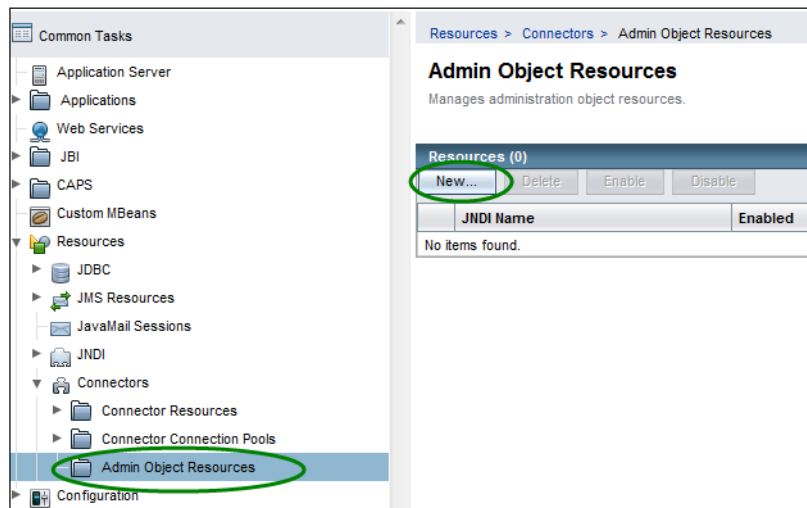 Common Tasks
Application Server
Applications
Web Services
JBI
CAPS
Custom MBeans
Resources
JDBC
JMS Resources
JavaMail Sessions
JNDI
Connectors
Connector Resources
Connector Connection Pools
Admin Object Resources
Configuration
Resources > Connectors > Admin Object Resources
Admin Object Resources
Manages administration object resources.
Resources (0)
New... Delete Enable Disable
JNDI Name Enabled
No items found.